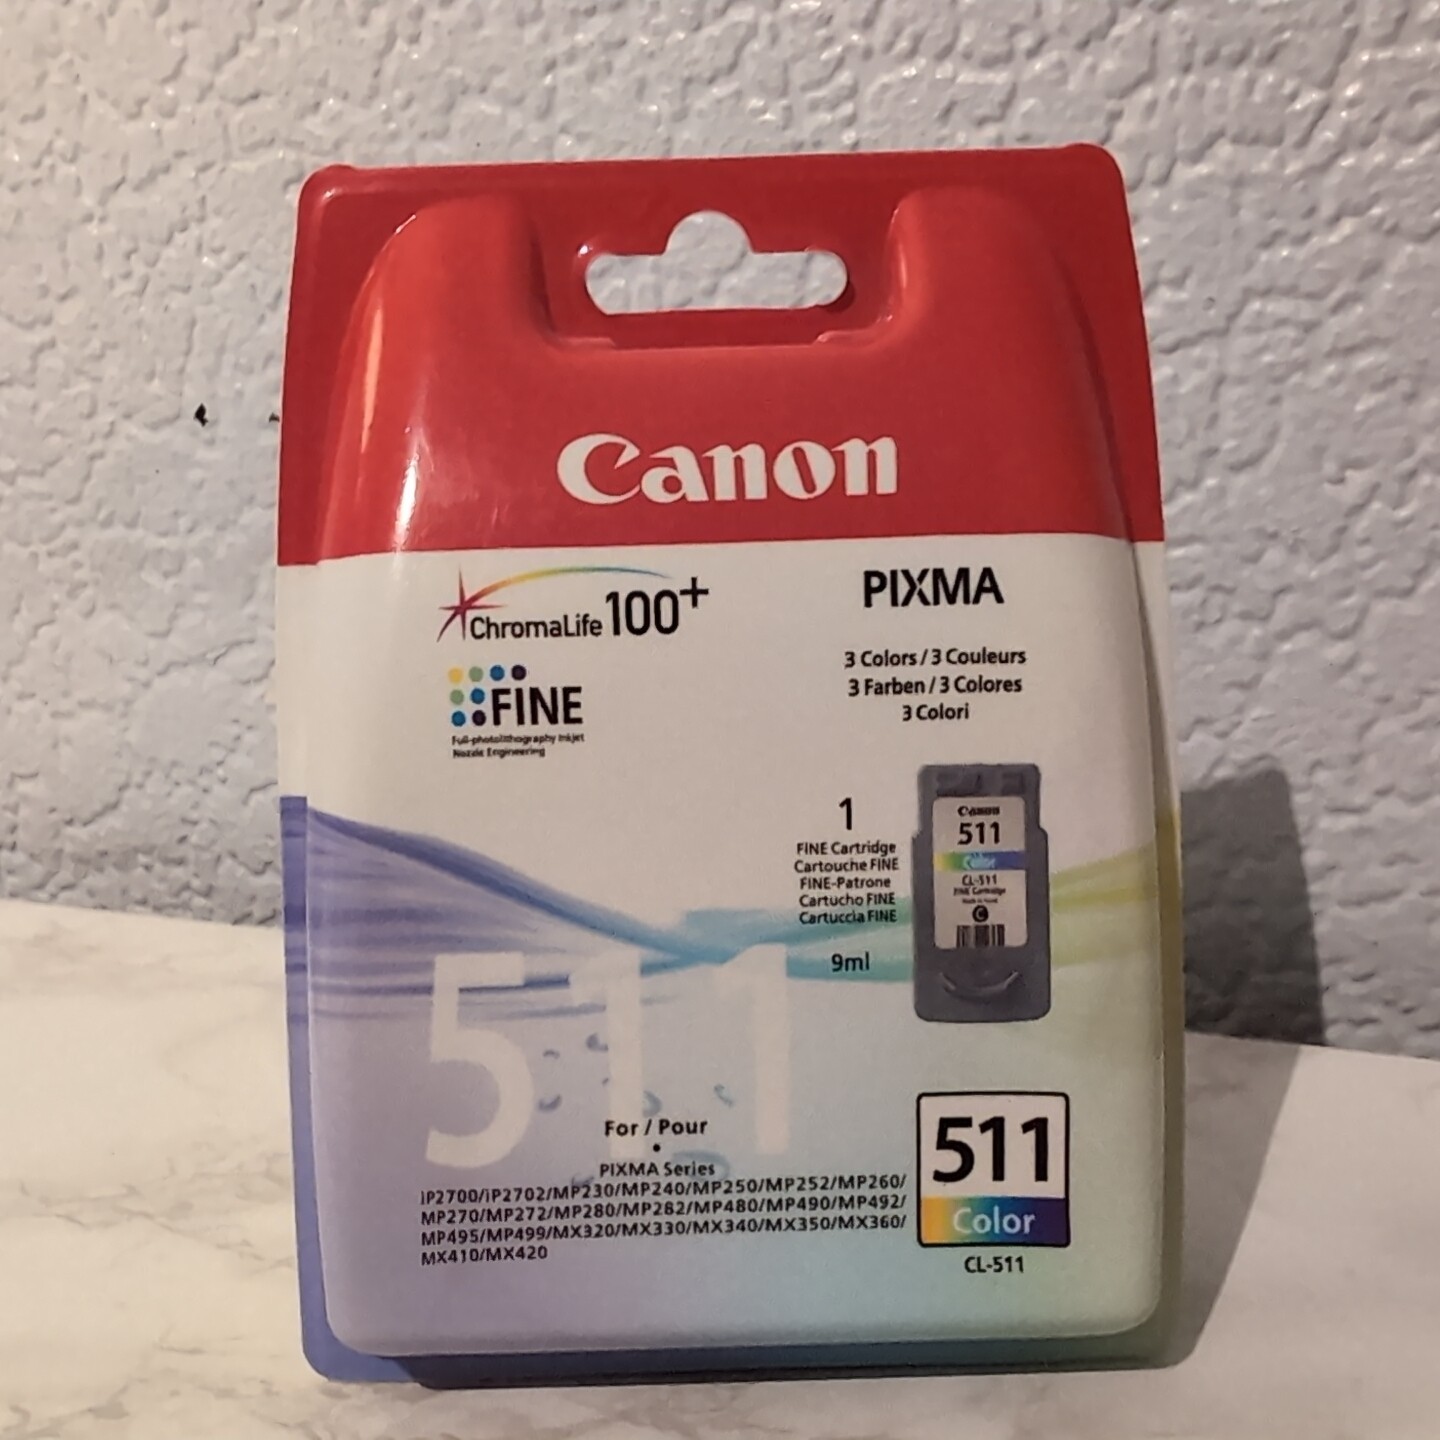 Canon
ChromaLife 100+
PIXMA
3 Colors / 3 Couleurs
3 Farben / 3 Colores
3 Colori
FINE
Full-photolithography Inkjet
Nozzle Engineering
1
FINE Cartridge
Cartouche FINE
FINE-Patrone
Cartucho FINE
Cartuccia FINE
9ml
Canon
511
Color
CL-511
FINE Cartridge
C
511
For / Pour
•
PIXMA Series
iP2700/iP2702/MP230/MP240/MP250/MP252/MP260/
MP270/MP272/MP280/MP282/MP480/MP490/MP492/
MP495/MP499/MX320/MX330/MX340/MX350/MX360/
MX410/MX420
511
Color
CL-511